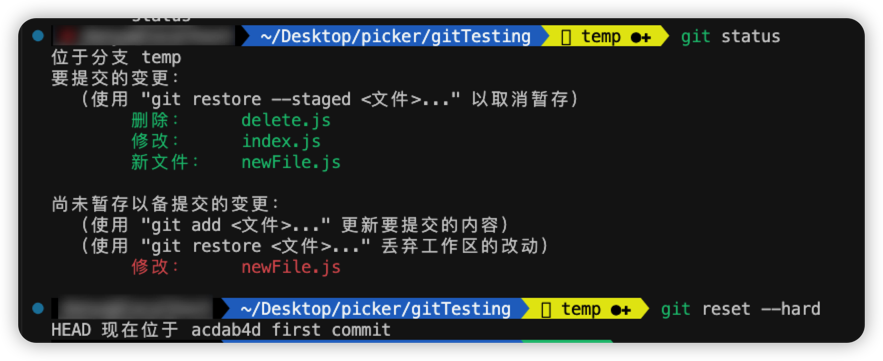 status
~/Desktop/picker/gitTesting temp ●+ git status
位于分支 temp
要提交的变更：
（使用 "git restore --staged <文件>..." 以取消暂存）
删除： delete.js
修改： index.js
新文件： newFile.js
尚未暂存以备提交的变更：
（使用 "git add <文件>..." 更新要提交的内容）
（使用 "git restore <文件>..." 丢弃工作区的改动）
修改： newFile.js
~/Desktop/picker/gitTesting temp ●+ git reset --hard
HEAD 现在位于 acdab4d first commit